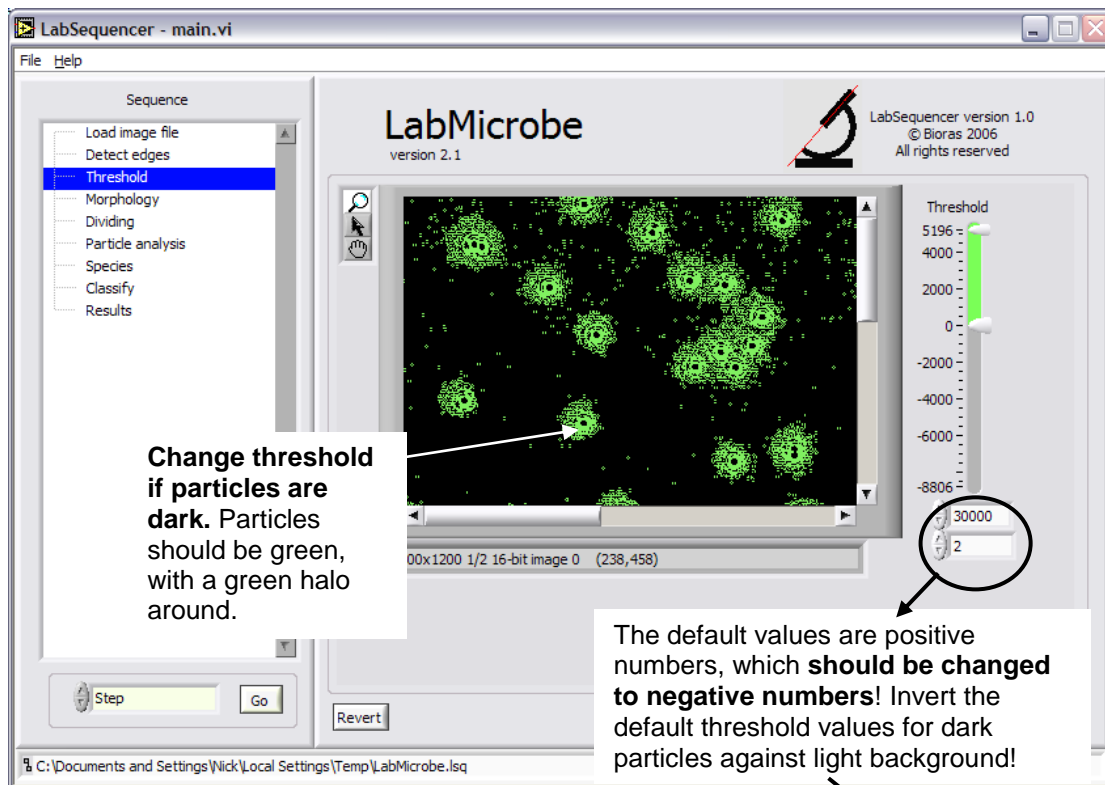 LabSequencer - main.vi
File Help
Sequence
Load image file
Detect edges
Threshold
Morphology
Dividing
Particle analysis
Species
Classify
Results
Step
Go
LabMicrobe
version 2.1
LabSequencer version 1.0
© Bioras 2006
All rights reserved
Threshold
5196
4000
2000
0
-2000
-4000
-6000
-8806
30000
2
00x1200 1/2 16-bit image 0 (238,458)
Change threshold
if particles are
dark. Particles
should be green,
with a green halo
around.
The default values are positive
numbers, which should be changed
to negative numbers! Invert the
default threshold values for dark
particles against light background!
Revert
C:\Documents and Settings\Nick\Local Settings\Temp\LabMicrobe.lsq